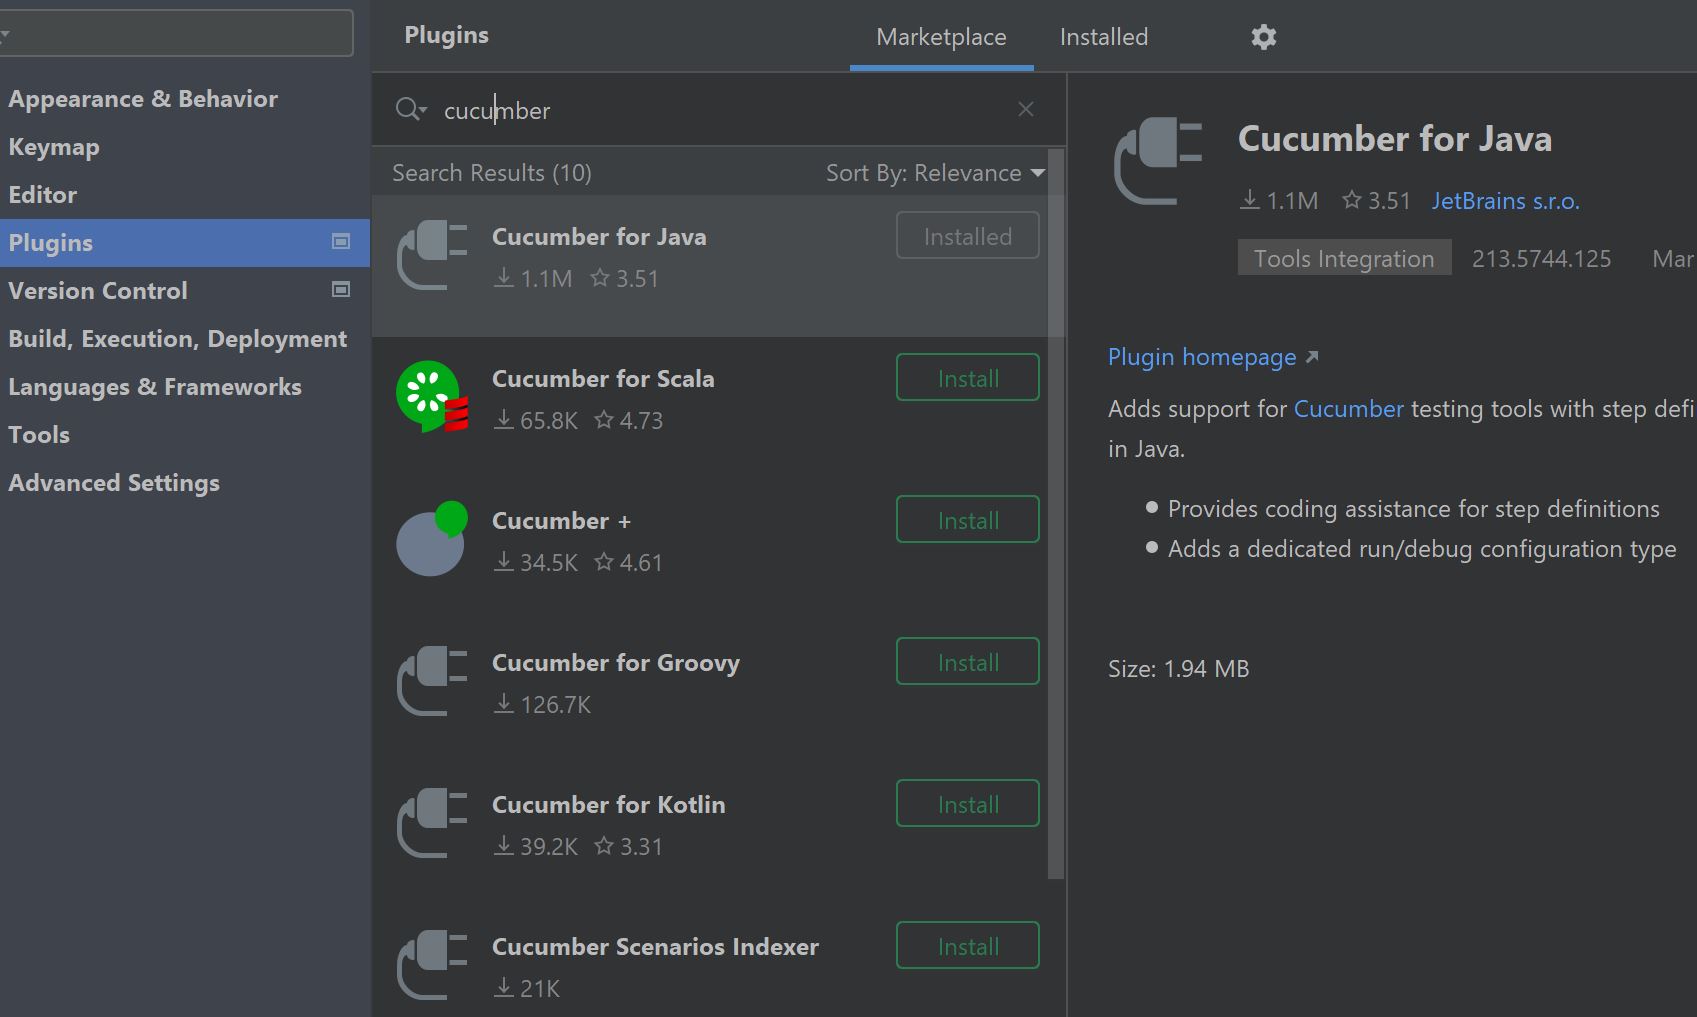 Appearance & Behavior
Keymap
Editor
Plugins
Version Control
Build, Execution, Deployment
Languages & Frameworks
Tools
Advanced Settings
Plugins
Marketplace
Installed
cucumber
Search Results (10)
Sort By: Relevance
Cucumber for Java
Installed
1.1M 3.51
Cucumber for Scala
Install
65.8K 4.73
Cucumber +
Install
34.5K 4.61
Cucumber for Groovy
Install
126.7K
Cucumber for Kotlin
Install
39.2K 3.31
Cucumber Scenarios Indexer
Install
21K
Cucumber for Java
1.1M 3.51 JetBrains s.r.o.
Tools Integration 213.5744.125 Mar
Plugin homepage
Adds support for Cucumber testing tools with step defi
in Java.
Provides coding assistance for step definitions
Adds a dedicated run/debug configuration type
Size: 1.94 MB